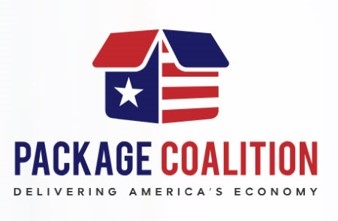 PACKAGE COALITION
DELIVERING AMERICA'S ECONOMY